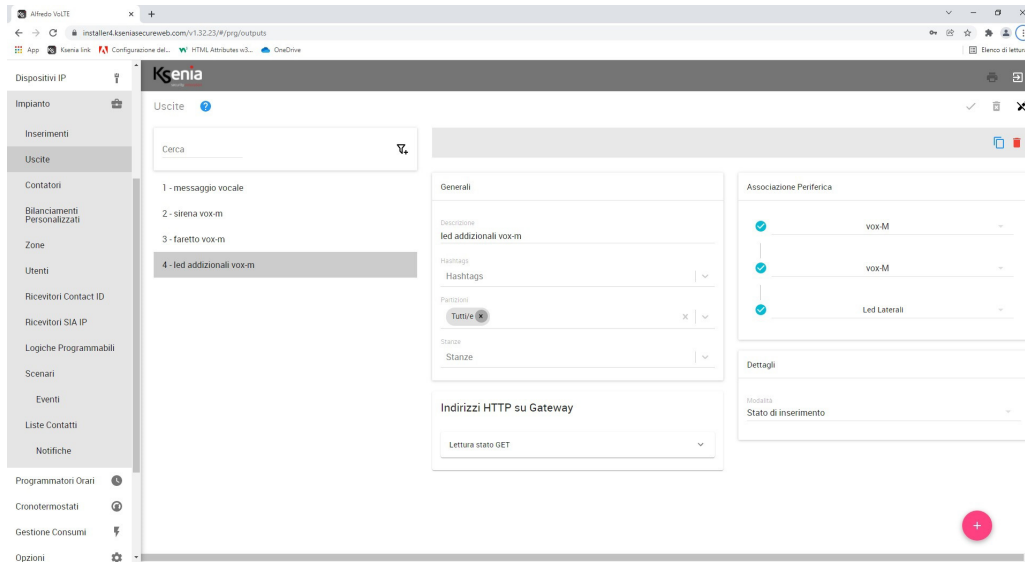 Alfredo VoLTE
installer4.kseniasecureweb.com/v1.32.23/#/prg/outputs
App Ksenia link Configurazione del... HTML Attributes w3... OneDrive Elenco di lettura
Dispositivi IP
Impianto
Inserimenti
Uscite
Contatori
Bilanciamenti
Personalizzati
Zone
Utenti
Ricevitori Contact ID
Ricevitori SIA IP
Logiche Programmabili
Scenari
Eventi
Liste Contatti
Notifiche
Programmatori Orari
Cronotermostati
Gestione Consumi
Opzioni
Ksenia
Uscite
Cerca
1 - messaggio vocale
2 - sirena vox-m
3 - faretto vox-m
4 - led addizionali vox-m
Generali
Descrizione
led addizionali vox-m
Hashtags
Hashtags
Partizioni
Tutti/e
Stanze
Stanze
Indirizzi HTTP su Gateway
Lettura stato GET
Associazione Periferica
vox-M
vox-M
Led Laterali
Dettagli
Modalità
Stato di inserimento